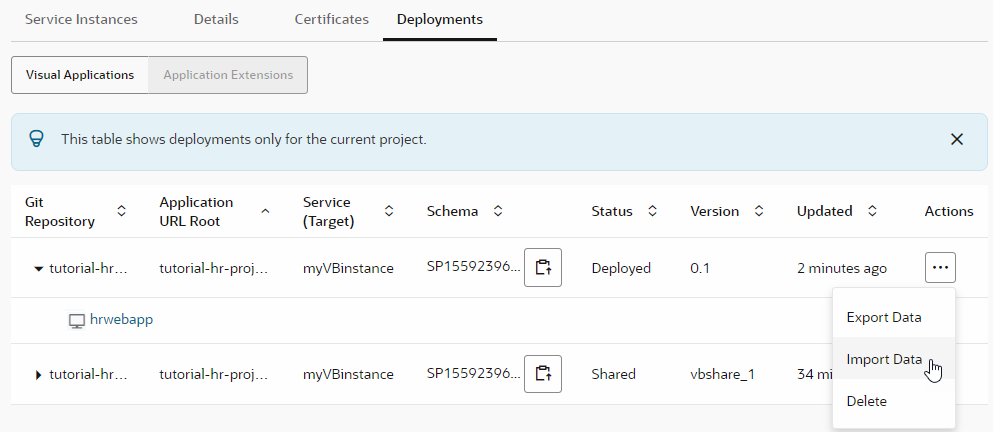 Service Instances Details Certificates Deployments
Visual Applications Application Extensions
This table shows deployments only for the current project.
Git Repository Application URL Root Service (Target) Schema Status Version Updated Actions
tutorial-hr... tutorial-hr-proj... myVBinstance SP15592396... Deployed 0.1 2 minutes ago ...
hrwebapp
Export Data
Import Data
tutorial-hr... tutorial-hr-proj... myVBinstance SP15592396... Shared vbshare_1 34 mi
Delete